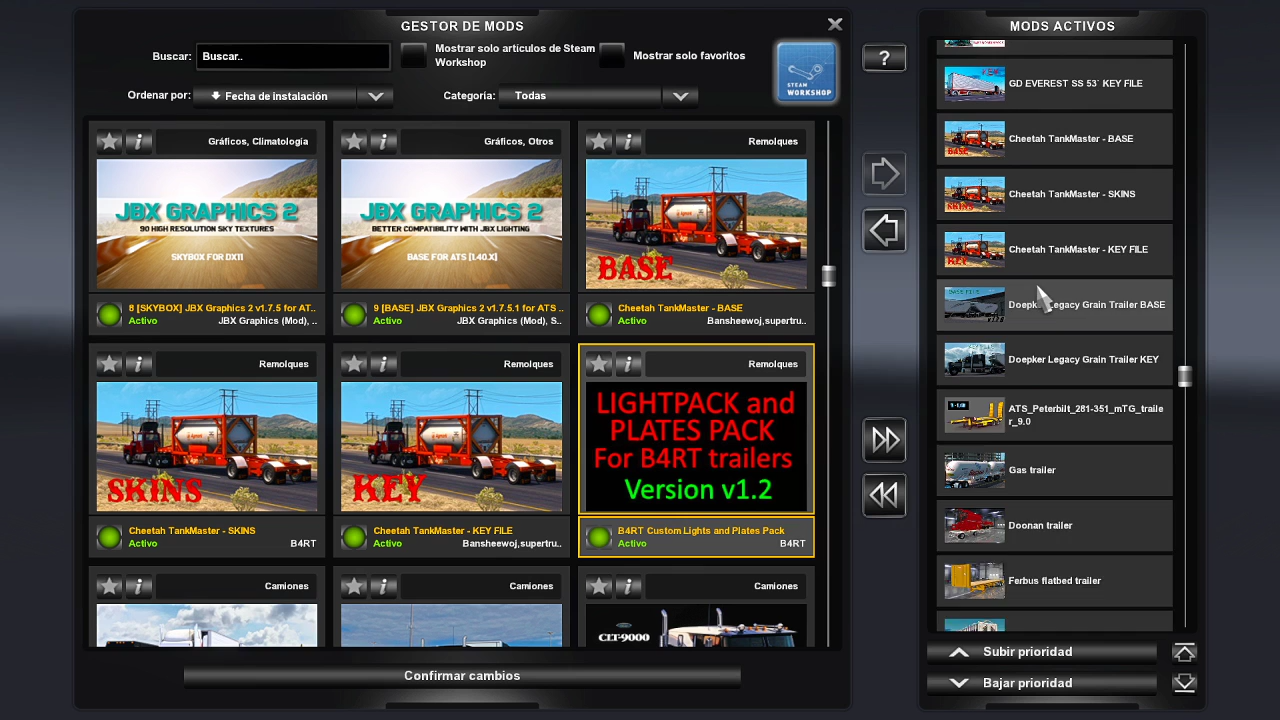 GESTOR DE MODS
Buscar:
Buscar..
Mostrar solo artículos de Steam
Workshop
Mostrar solo favoritos
STEAM
WORKSHOP
Ordenar por:
Fecha de instalación
Categoría:
Todas
Gráficos, Climatología
JBX GRAPHICS 2
90 HIGH RESOLUTION SKY TEXTURES
SKYBOX FOR DX11
8 [SKYBOX] JBX Graphics 2 v1.7.5 for AT..
Activo
JBX Graphics (Mod), ..
Gráficos, Otros
JBX GRAPHICS 2
BETTER COMPATIBILITY WITH JBX LIGHTING
BASE FOR ATS [1.40.X]
9 [BASE] JBX Graphics 2 v1.7.5.1 for ATS ..
Activo
JBX Graphics (Mod), S..
Remolques
BASE
Cheetah TankMaster - BASE
Activo
Bansheewoj,supertru..
Remolques
SKINS
Cheetah TankMaster - SKINS
Activo
B4RT
Remolques
KEY
Cheetah TankMaster - KEY FILE
Activo
Bansheewoj,supertru..
Remolques
LIGHTPACK and
PLATES PACK
For B4RT trailers
Version v1.2
B4RT Custom Lights and Plates Pack
Activo
B4RT
Camiones
Camiones
Camiones
CLT-9000
Confirmar cambios
?
MODS ACTIVOS
GD EVEREST SS 53´ KEY FILE
BASE
Cheetah TankMaster - BASE
SKINS
Cheetah TankMaster - SKINS
KEY
Cheetah TankMaster - KEY FILE
BASE FILE
Legacy Grain Trailer BASE
Doepker Legacy Grain Trailer KEY
ATS_Peterbilt_281-351_mTG_traile
r_9.0
Gas trailer
Doonan trailer
Ferbus flatbed trailer
Subir prioridad
Bajar prioridad